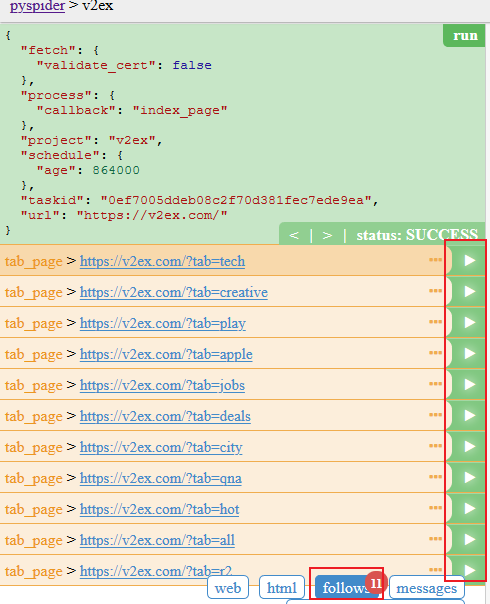 pyspider > v2ex
{
run
"fetch": {
"validate_cert": false
},
"process": {
"callback": "index_page"
},
"project": "v2ex",
"schedule": {
"age": 864000
},
"taskid": "0ef7005ddeb08c2f70d381fec7ede9ea",
"url": "https://v2ex.com/"
}
< | > | status: SUCCESS
tab_page > https://v2ex.com/?tab=tech
tab_page > https://v2ex.com/?tab=creative
tab_page > https://v2ex.com/?tab=play
tab_page > https://v2ex.com/?tab=apple
tab_page > https://v2ex.com/?tab=jobs
tab_page > https://v2ex.com/?tab=deals
tab_page > https://v2ex.com/?tab=city
tab_page > https://v2ex.com/?tab=qna
tab_page > https://v2ex.com/?tab=hot
tab_page > https://v2ex.com/?tab=all
tab_page > https://v2ex.com/?tab=r2
web html follows 11 messages